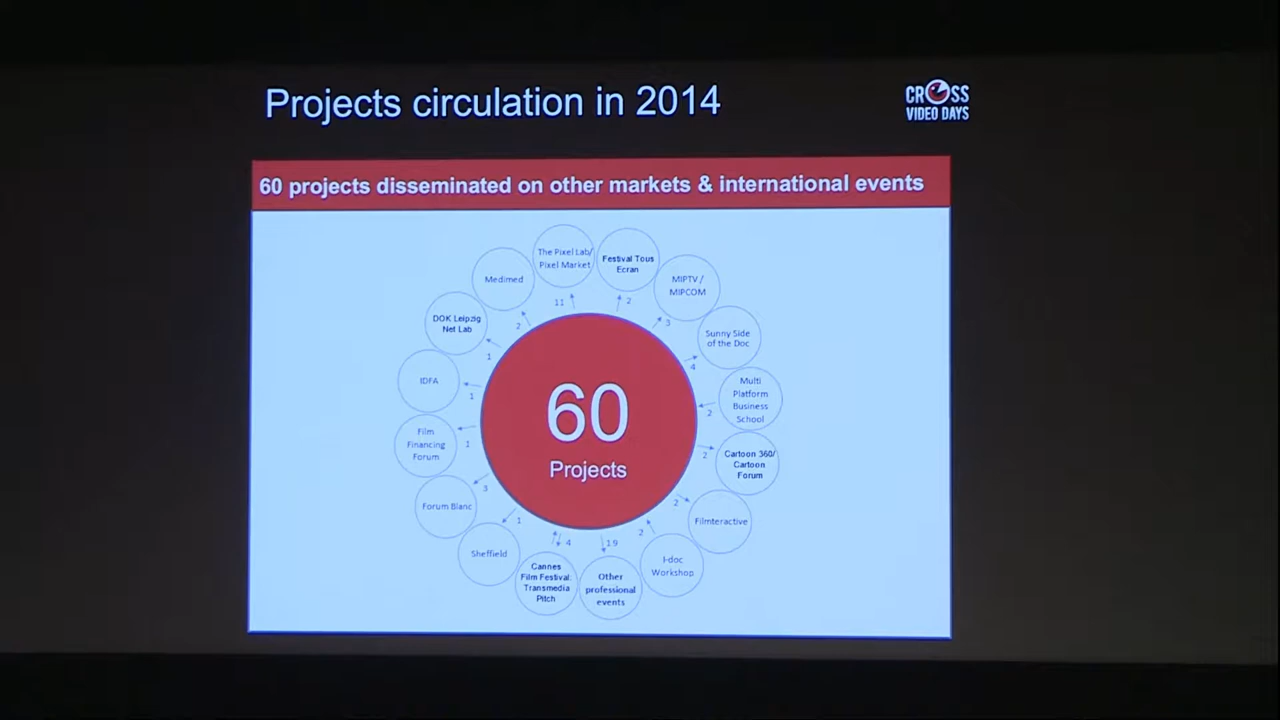 Projects circulation in 2014
CROSS
VIDEO DAYS
60 projects disseminated on other markets & international events
The Pixel Lab/
Pixel Market
11
Festival Tous
Ecran
2
MIPTV /
MIPCOM
3
Sunny Side
of the Doc
4
Multi
Platform
Business
School
2
Cartoon 360/
Cartoon
Forum
2
Filmteractive
2
I-doc
Workshop
2
Other
professional
events
19
Cannes
Film Festival:
Transmedia
Pitch
4
Sheffield
1
Forum Blanc
3
Film
Financing
Forum
1
IDFA
1
DOK Leipzig
Net Lab
1
Medimed
2
60
Projects